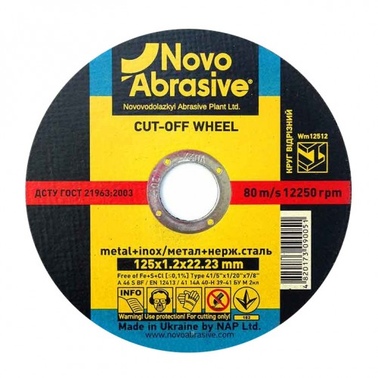 Novo
Abrasive®
Novovodolazkyi Abrasive Plant Ltd.
CUT-OFF WHEEL
Wm12512
КРУГ ВІДРІЗНИЙ
ДСТУ ГОСТ 21963:2003
80 m/s 12250 rpm
metal+inox/метал+нерж.сталь
125x1.2x22.23 mm
Free of Fe+S+Cl (≤0,1%) Type 41/5"x1/20"x7/8"
A 46 S BF / EN 12413 / 41 14A 40-H 39-41 БУ М 2кл
4820173090051
INFO
Warning! Use protection! For cutting only!
Made in Ukraine by NAP Ltd.
www.novoabrasive.com